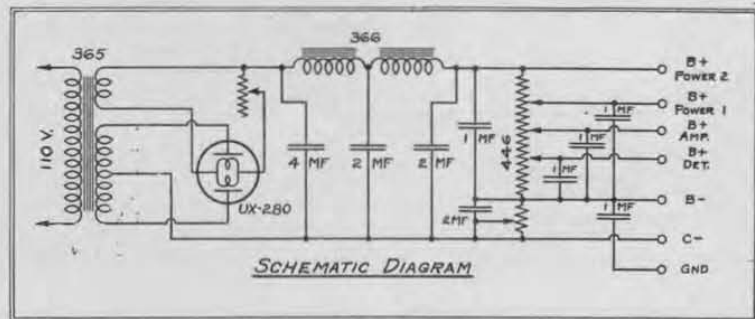 365
366
B+
POWER 2
B+
POWER 1
B+
AMP.
B+
DET.
B-
C-
GND
110 V.
UX-280
4 MF
2 MF
2 MF
1 MF
2MF
446
1 MF
1 MF
1 MF
1 MF
SCHEMATIC DIAGRAM